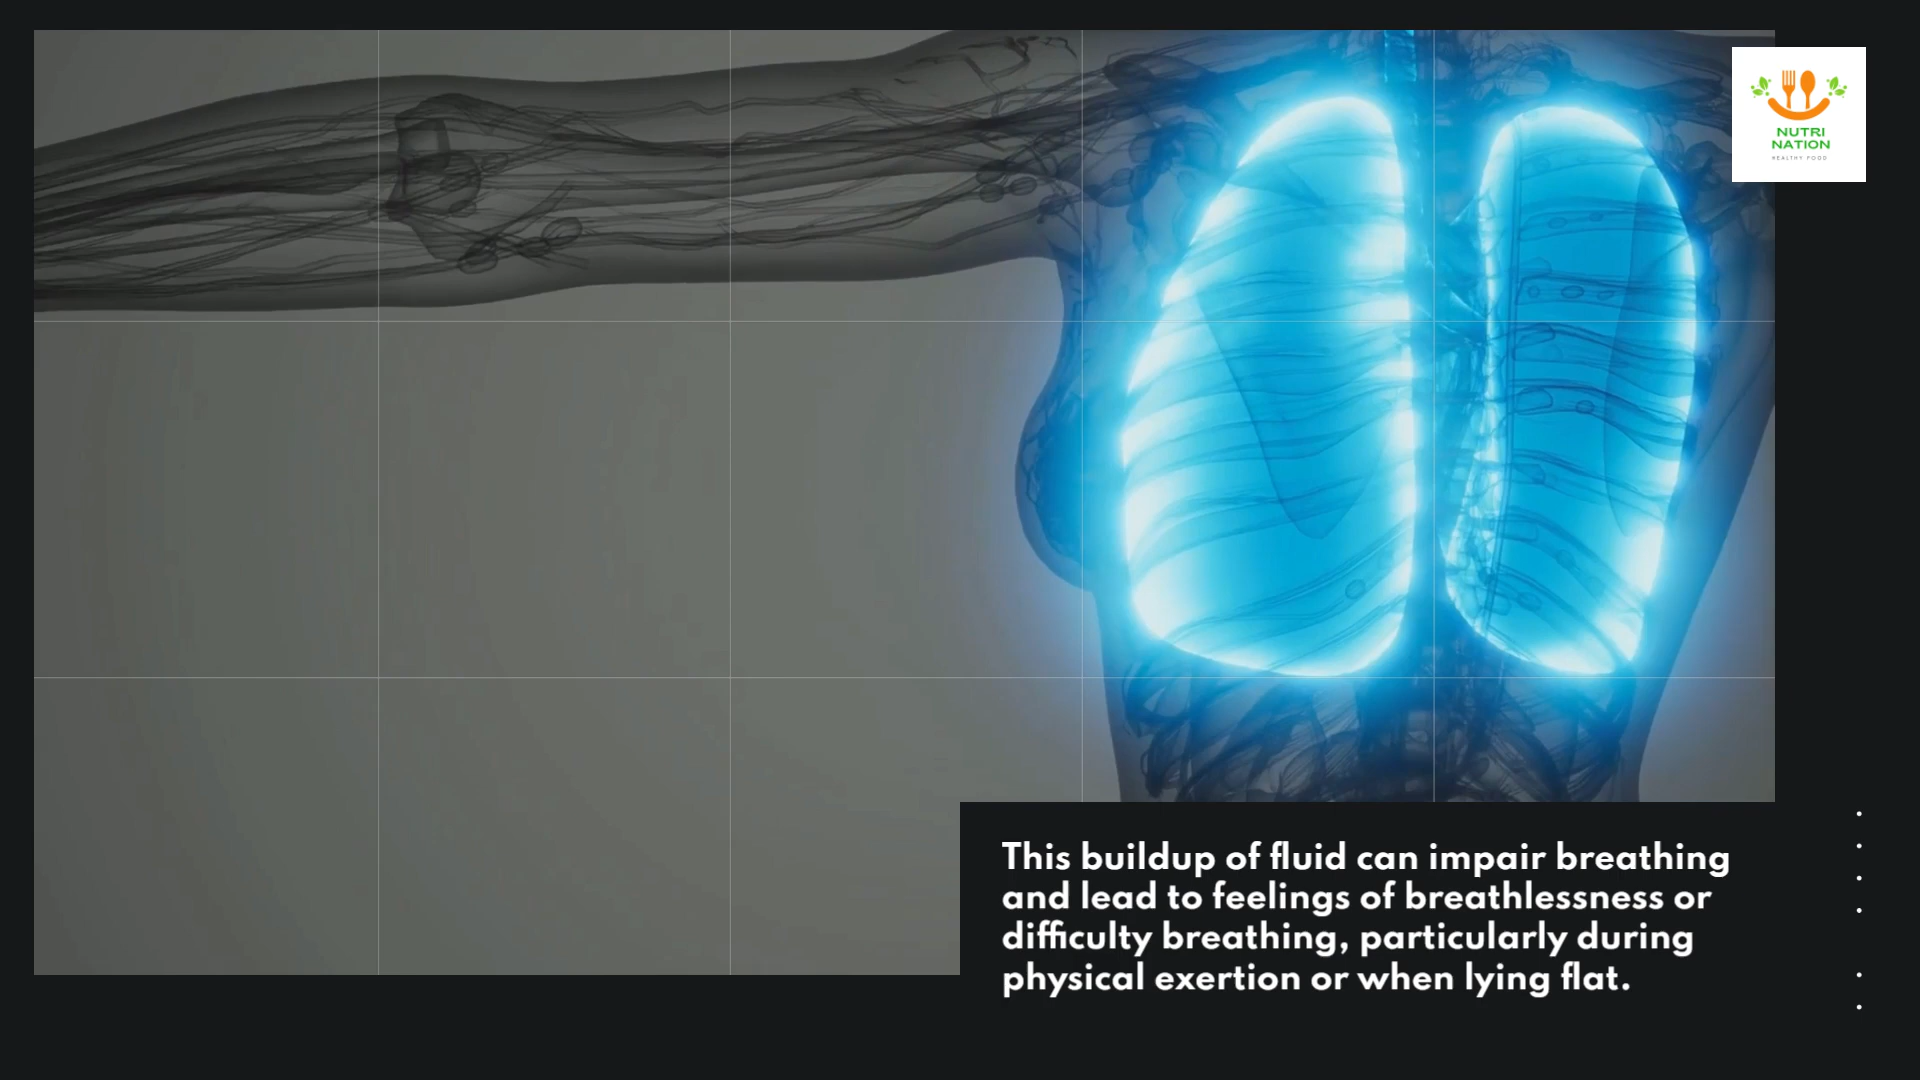 NUTRI
NATION
HEALTHY FOOD
This buildup of fluid can impair breathing
and lead to feelings of breathlessness or
difficulty breathing, particularly during
physical exertion or when lying flat.